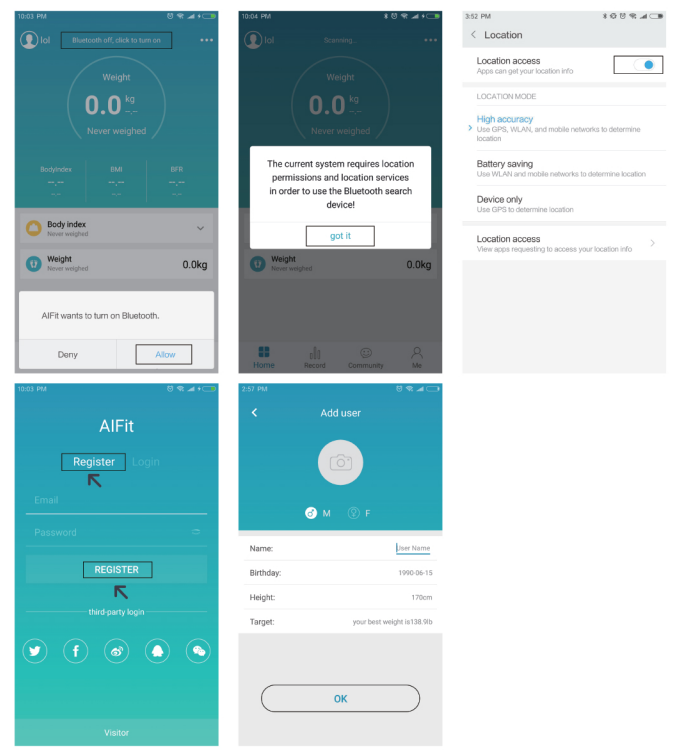 10:03 PM
lol
Bluetooth off, click to turn on
Weight
0.0 kg
--.--
Never weighed
BodyIndex BMI BFR
--.-- --.-- --.--
--.-- --.-- --.--
Body index
Never weighed
Weight
Never weighed
0.0kg
AIFit wants to turn on Bluetooth.
Deny Allow
10:04 PM
lol
Scanning..
Weight
0.0 kg
--.--
Never weighed
The current system requires location
permissions and location services
in order to use the Bluetooth search
device!
got it
Weight
Never weighed
0.0kg
Home Record Community Me
3:52 PM
Location
Location access
Apps can get your location info
LOCATION MODE
High accuracy
Use GPS, WLAN, and mobile networks to determine
location
Battery saving
Use WLAN and mobile networks to determine location
Device only
Use GPS to determine location
Location access
View apps requesting to access your location info
10:03 PM
AIFit
Register Login
Email
Password
REGISTER
third-party login
Visitor
2:57 PM
Add user
M F
Name: User Name
Birthday: 1990-06-15
Height: 170cm
Target: your best weight is138.9lb
OK